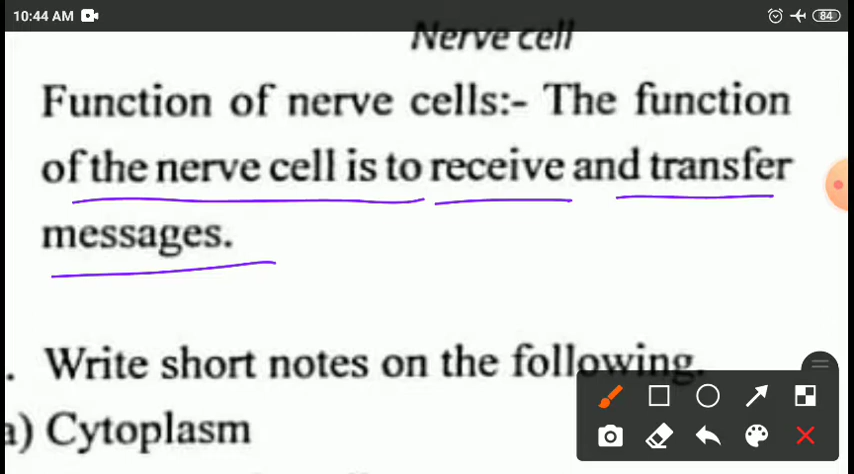 10:44 AM
84
Nerve cell
Function of nerve cells:- The function
of the nerve cell is to receive and transfer
messages.
. Write short notes on the following.
a) Cytoplasm